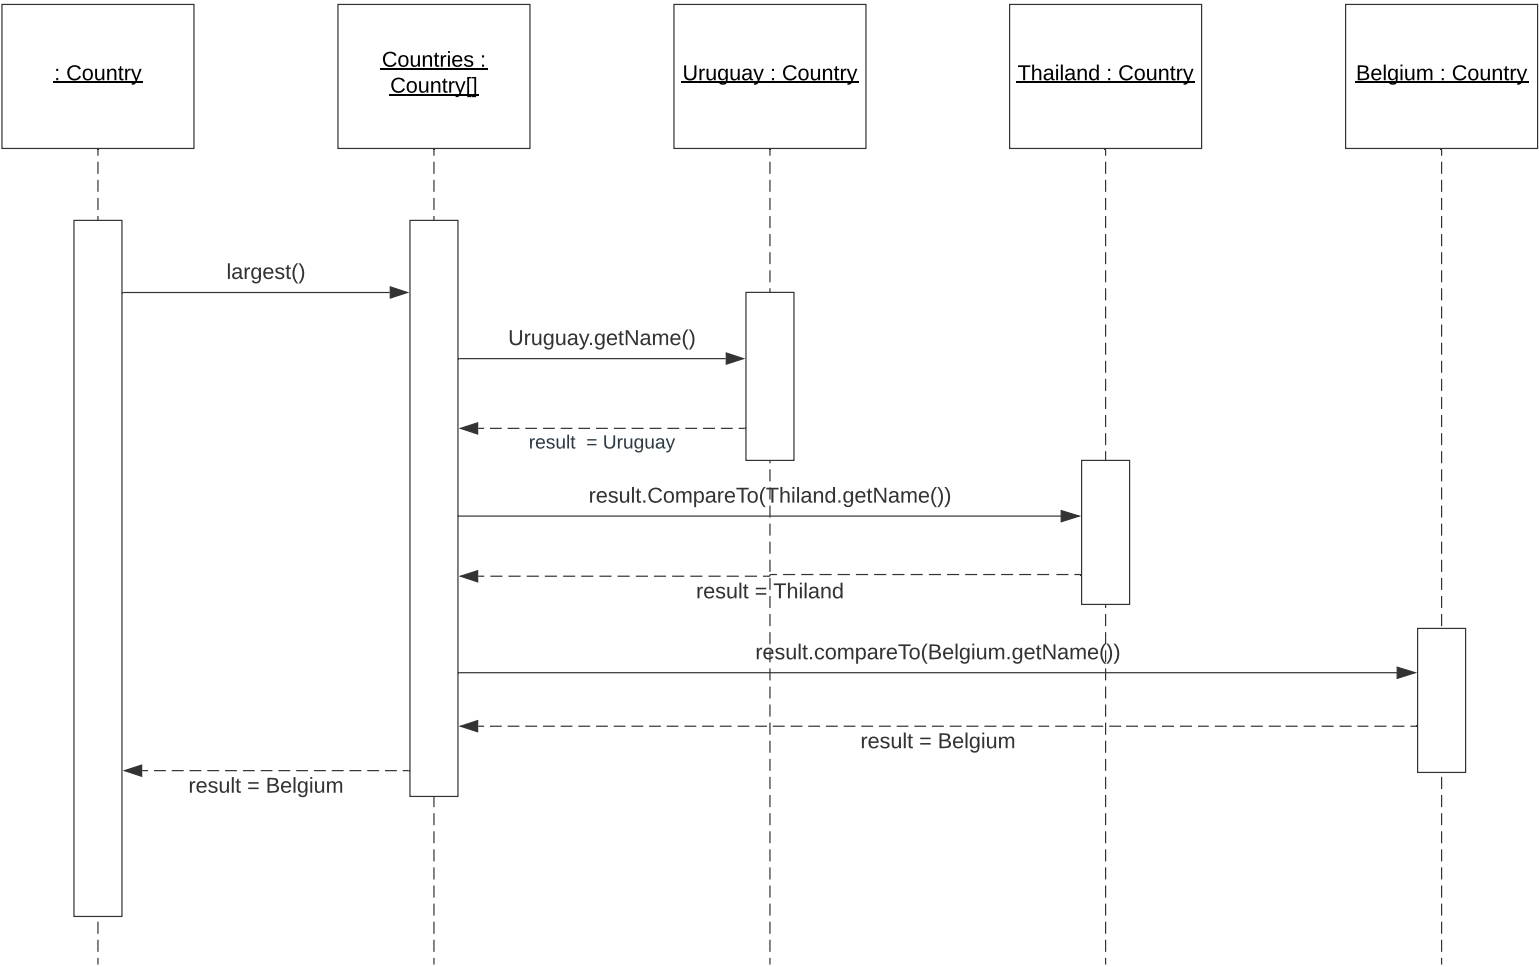 : Country
Countries :
Country[]
Uruguay : Country
Thailand : Country
Belgium : Country
largest()
Uruguay.getName()
result  = Uruguay
result.CompareTo(Thiland.getName())
result = Thiland
result.compareTo(Belgium.getName())
result = Belgium
result = Belgium